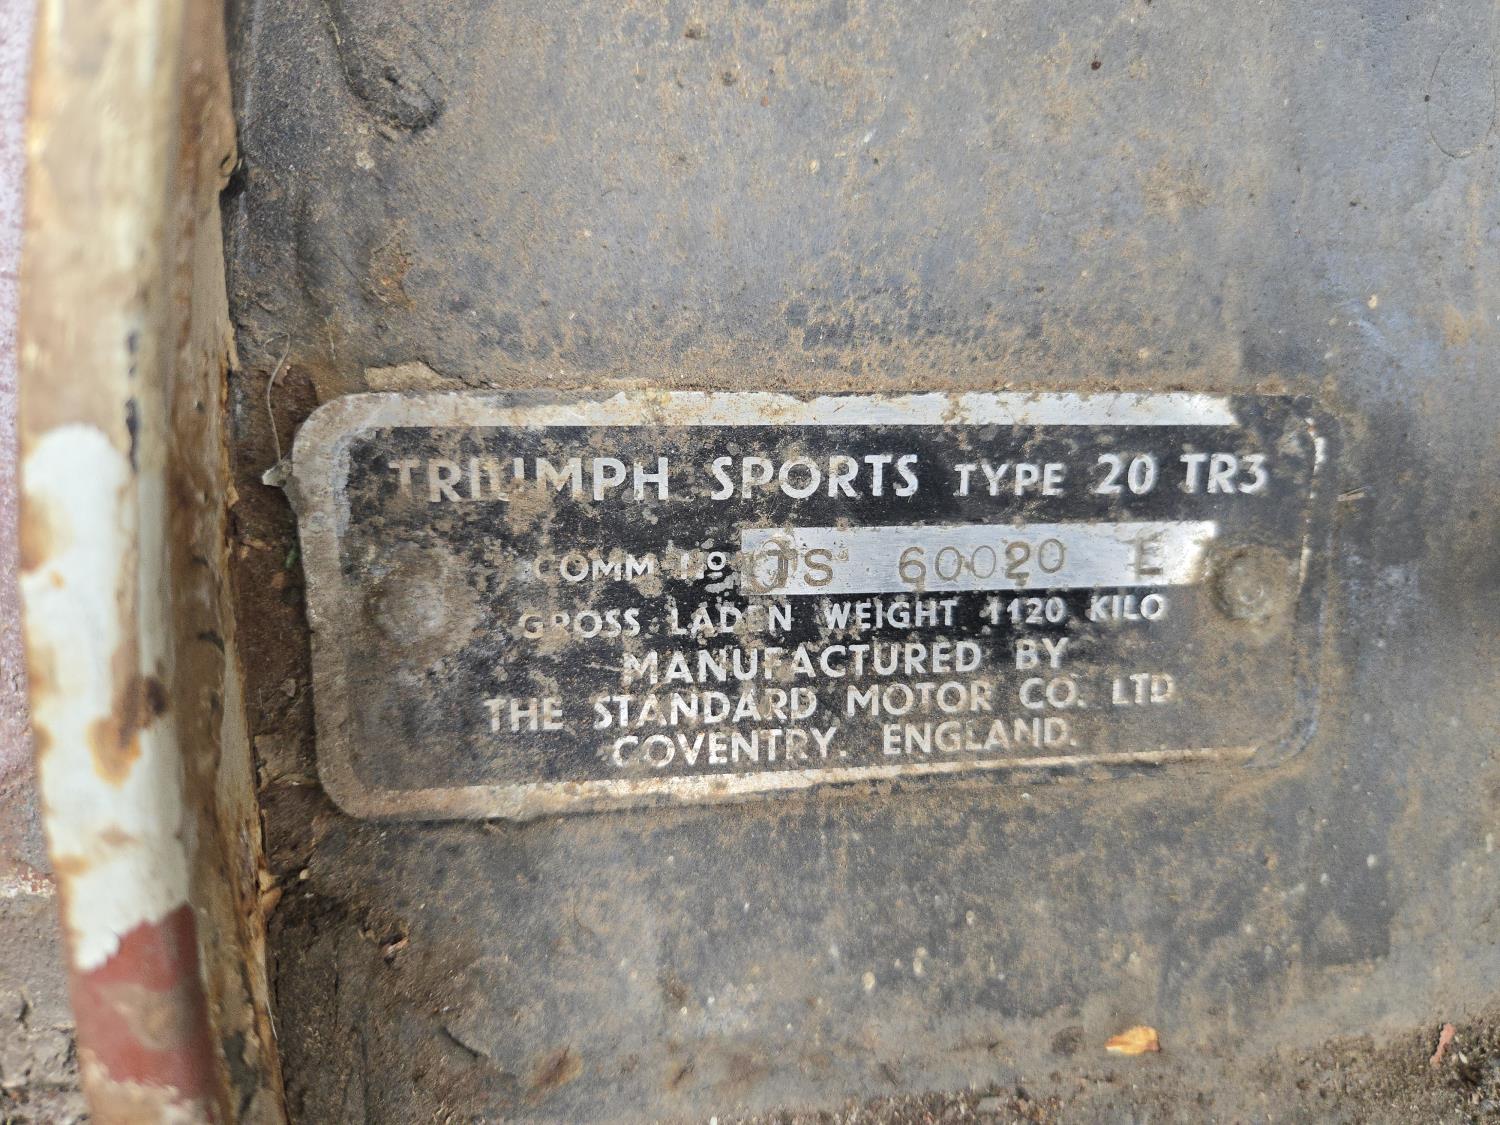 TRIUMPH SPORTS TYPE 20 TR3
COMM Nº TS 60020 L
GROSS LADEN WEIGHT 1120 KILO
MANUFACTURED BY
THE STANDARD MOTOR CO. LTD
COVENTRY. ENGLAND.